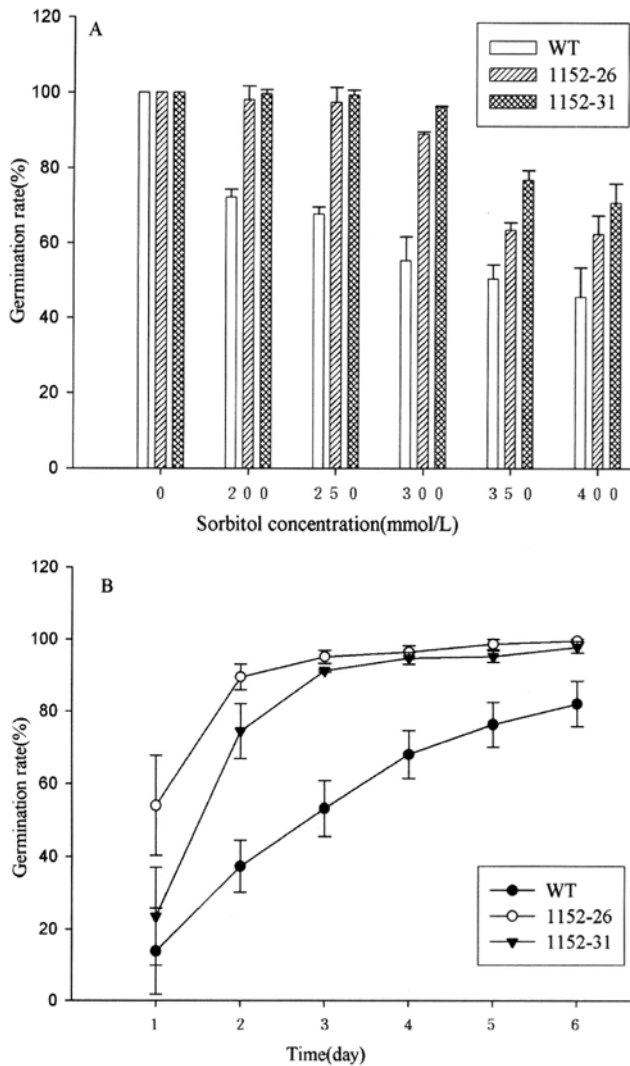 A
120
100
80
60
40
20
0
Germination rate(%)
WT
1152-26
1152-31
0 200 250 300 350 400
Sorbitol concentration(mmol/L)
B
120
100
80
60
40
20
0
Germination rate(%)
WT
1152-26
1152-31
1 2 3 4 5 6
Time(day)